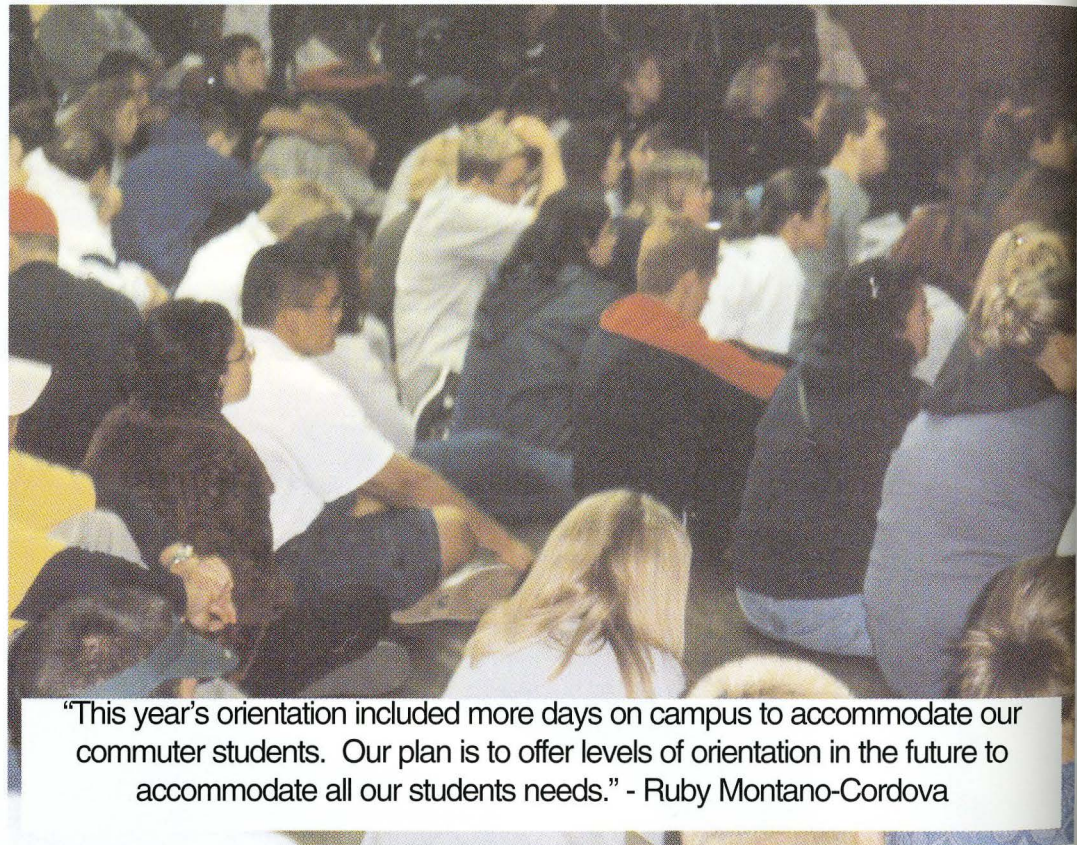 “This year’s orientation included more days on campus to accommodate our
commuter students.  Our plan is to offer levels of orientation in the future to
accommodate all our students needs.” - Ruby Montano-Cordova